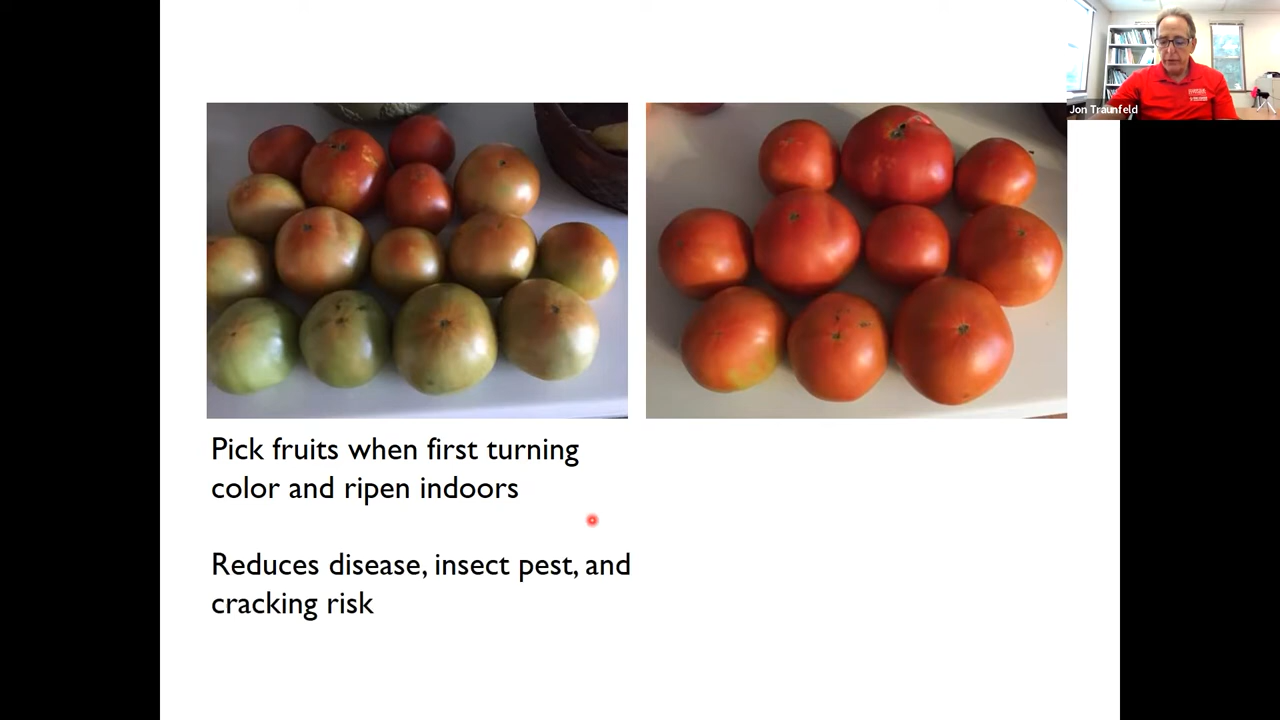 Jon Traunfeld
Pick fruits when first turning
color and ripen indoors
Reduces disease, insect pest, and
cracking risk